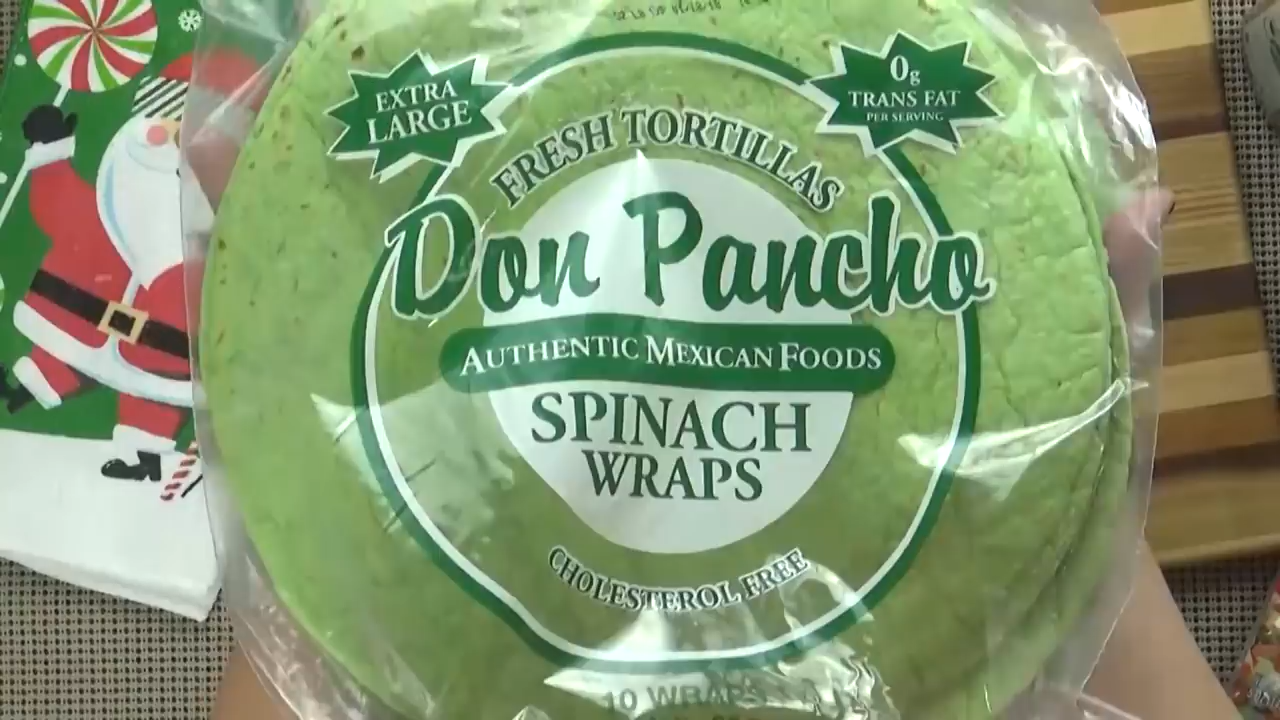 EXTRA
LARGE
0g
TRANS FAT
PER SERVING
FRESH TORTILLAS
Don Pancho
AUTHENTIC MEXICAN FOODS
SPINACH
WRAPS
CHOLESTEROL FREE
10 WRAPS